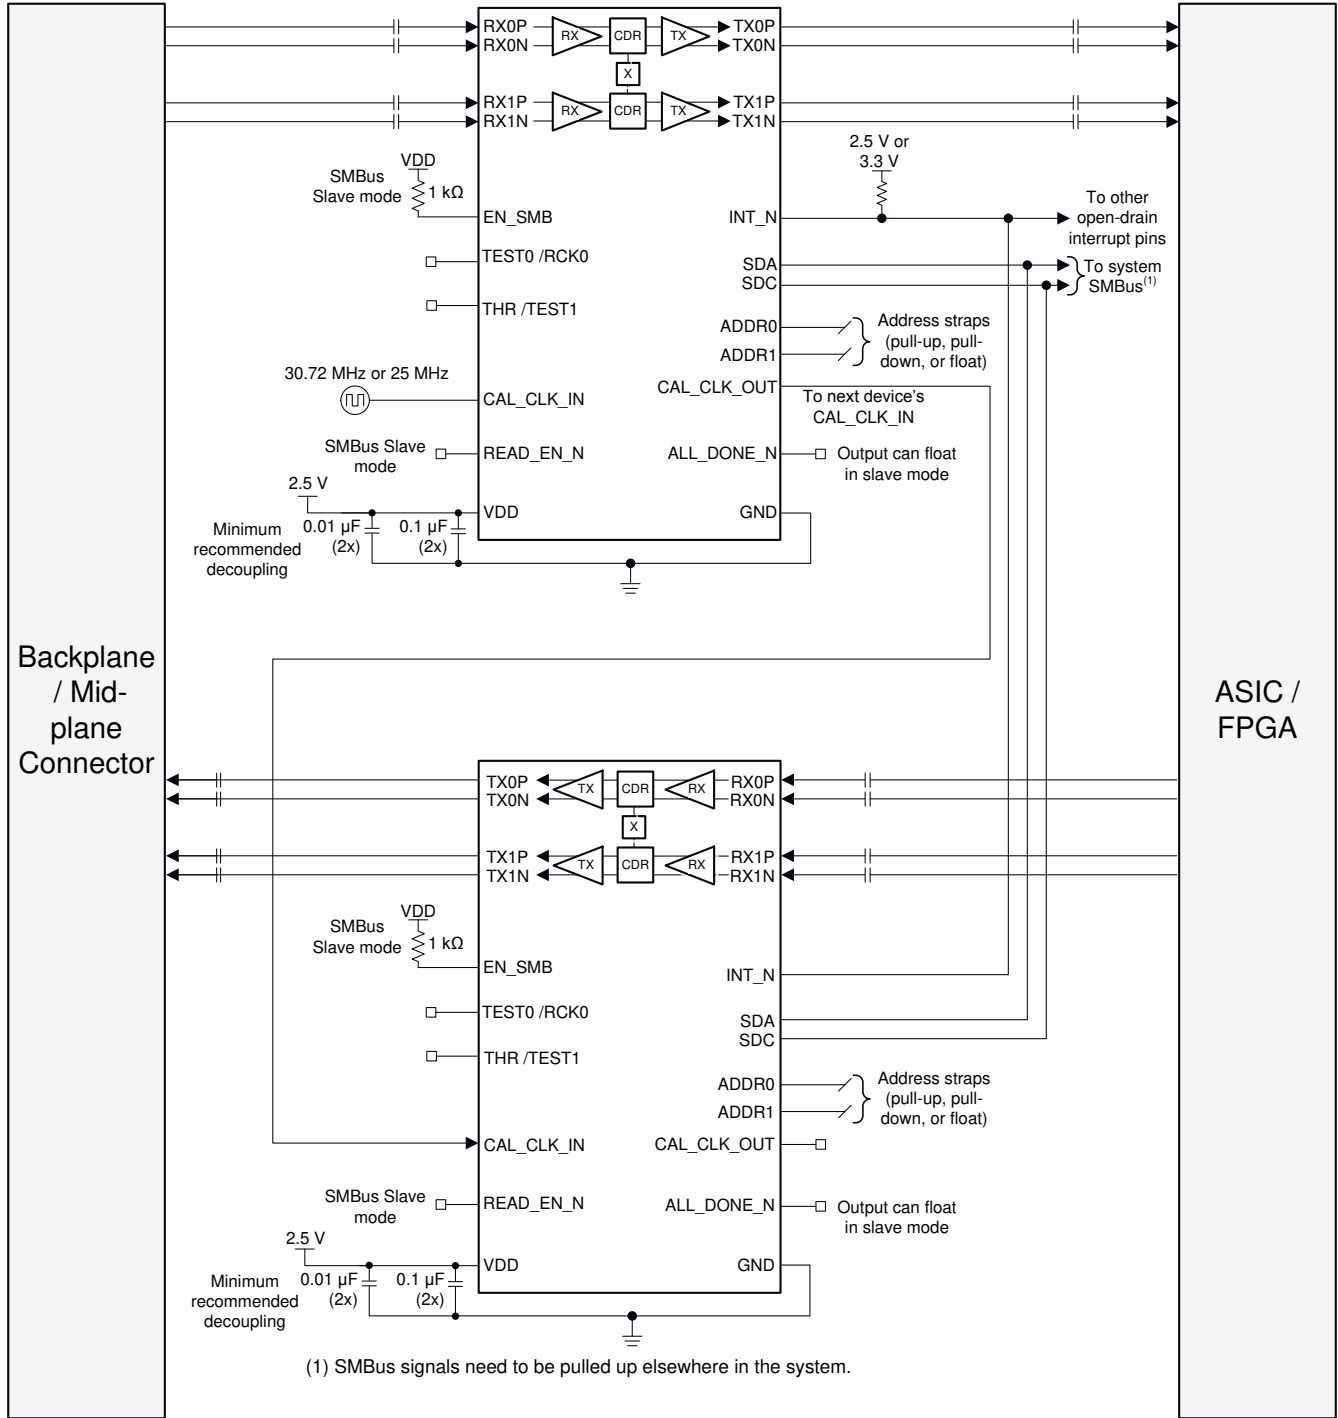 RX0P RX CDR TX TX0P
RX0N TX0N
X
RX1P RX CDR TX TX1P
RX1N TX1N
2.5 V or
3.3 V
VDD
SMBus
Slave mode
1 kΩ
EN_SMB
INT_N
To other
open-drain
interrupt pins
TEST0 /RCK0
SDA
SDC
To system
SMBus(1)
THR /TEST1
ADDR0
ADDR1
Address straps
(pull-up, pull-
down, or float)
30.72 MHz or 25 MHz
CAL_CLK_IN
CAL_CLK_OUT
To next device's
CAL_CLK_IN
SMBus Slave
mode
READ_EN_N
ALL_DONE_N
Output can float
in slave mode
2.5 V
VDD
GND
Minimum
recommended
decoupling
0.01 µF
(2x)
0.1 µF
(2x)
Backplane
/ Mid-
plane
Connector
ASIC /
FPGA
TX0P TX CDR RX RX0P
TX0N RX0N
X
TX1P TX CDR RX RX1P
TX1N RX1N
VDD
SMBus
Slave mode
1 kΩ
EN_SMB
INT_N
TEST0 /RCK0
SDA
SDC
THR /TEST1
ADDR0
ADDR1
Address straps
(pull-up, pull-
down, or float)
CAL_CLK_IN
CAL_CLK_OUT
SMBus Slave
mode
READ_EN_N
ALL_DONE_N
Output can float
in slave mode
2.5 V
VDD
GND
Minimum
recommended
decoupling
0.01 µF
(2x)
0.1 µF
(2x)
(1) SMBus signals need to be pulled up elsewhere in the system.